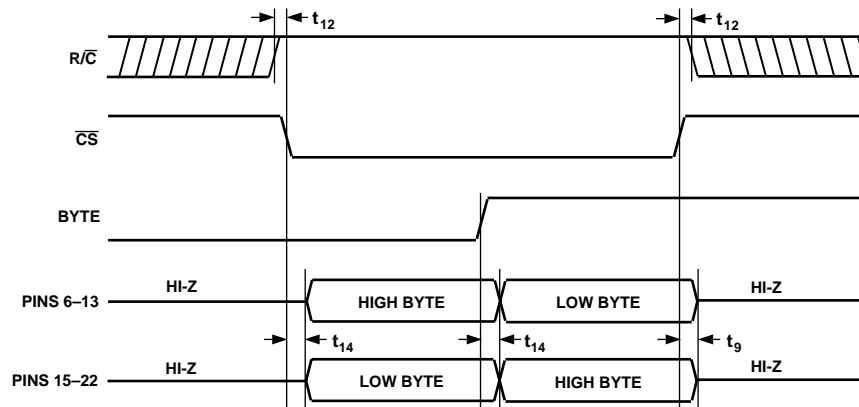 t12 t12
R/C̅
C̅S̅
BYTE
HI-Z HIGH BYTE LOW BYTE HI-Z
PINS 6–13
t14 t14 t9
HI-Z LOW BYTE HIGH BYTE HI-Z
PINS 15–22